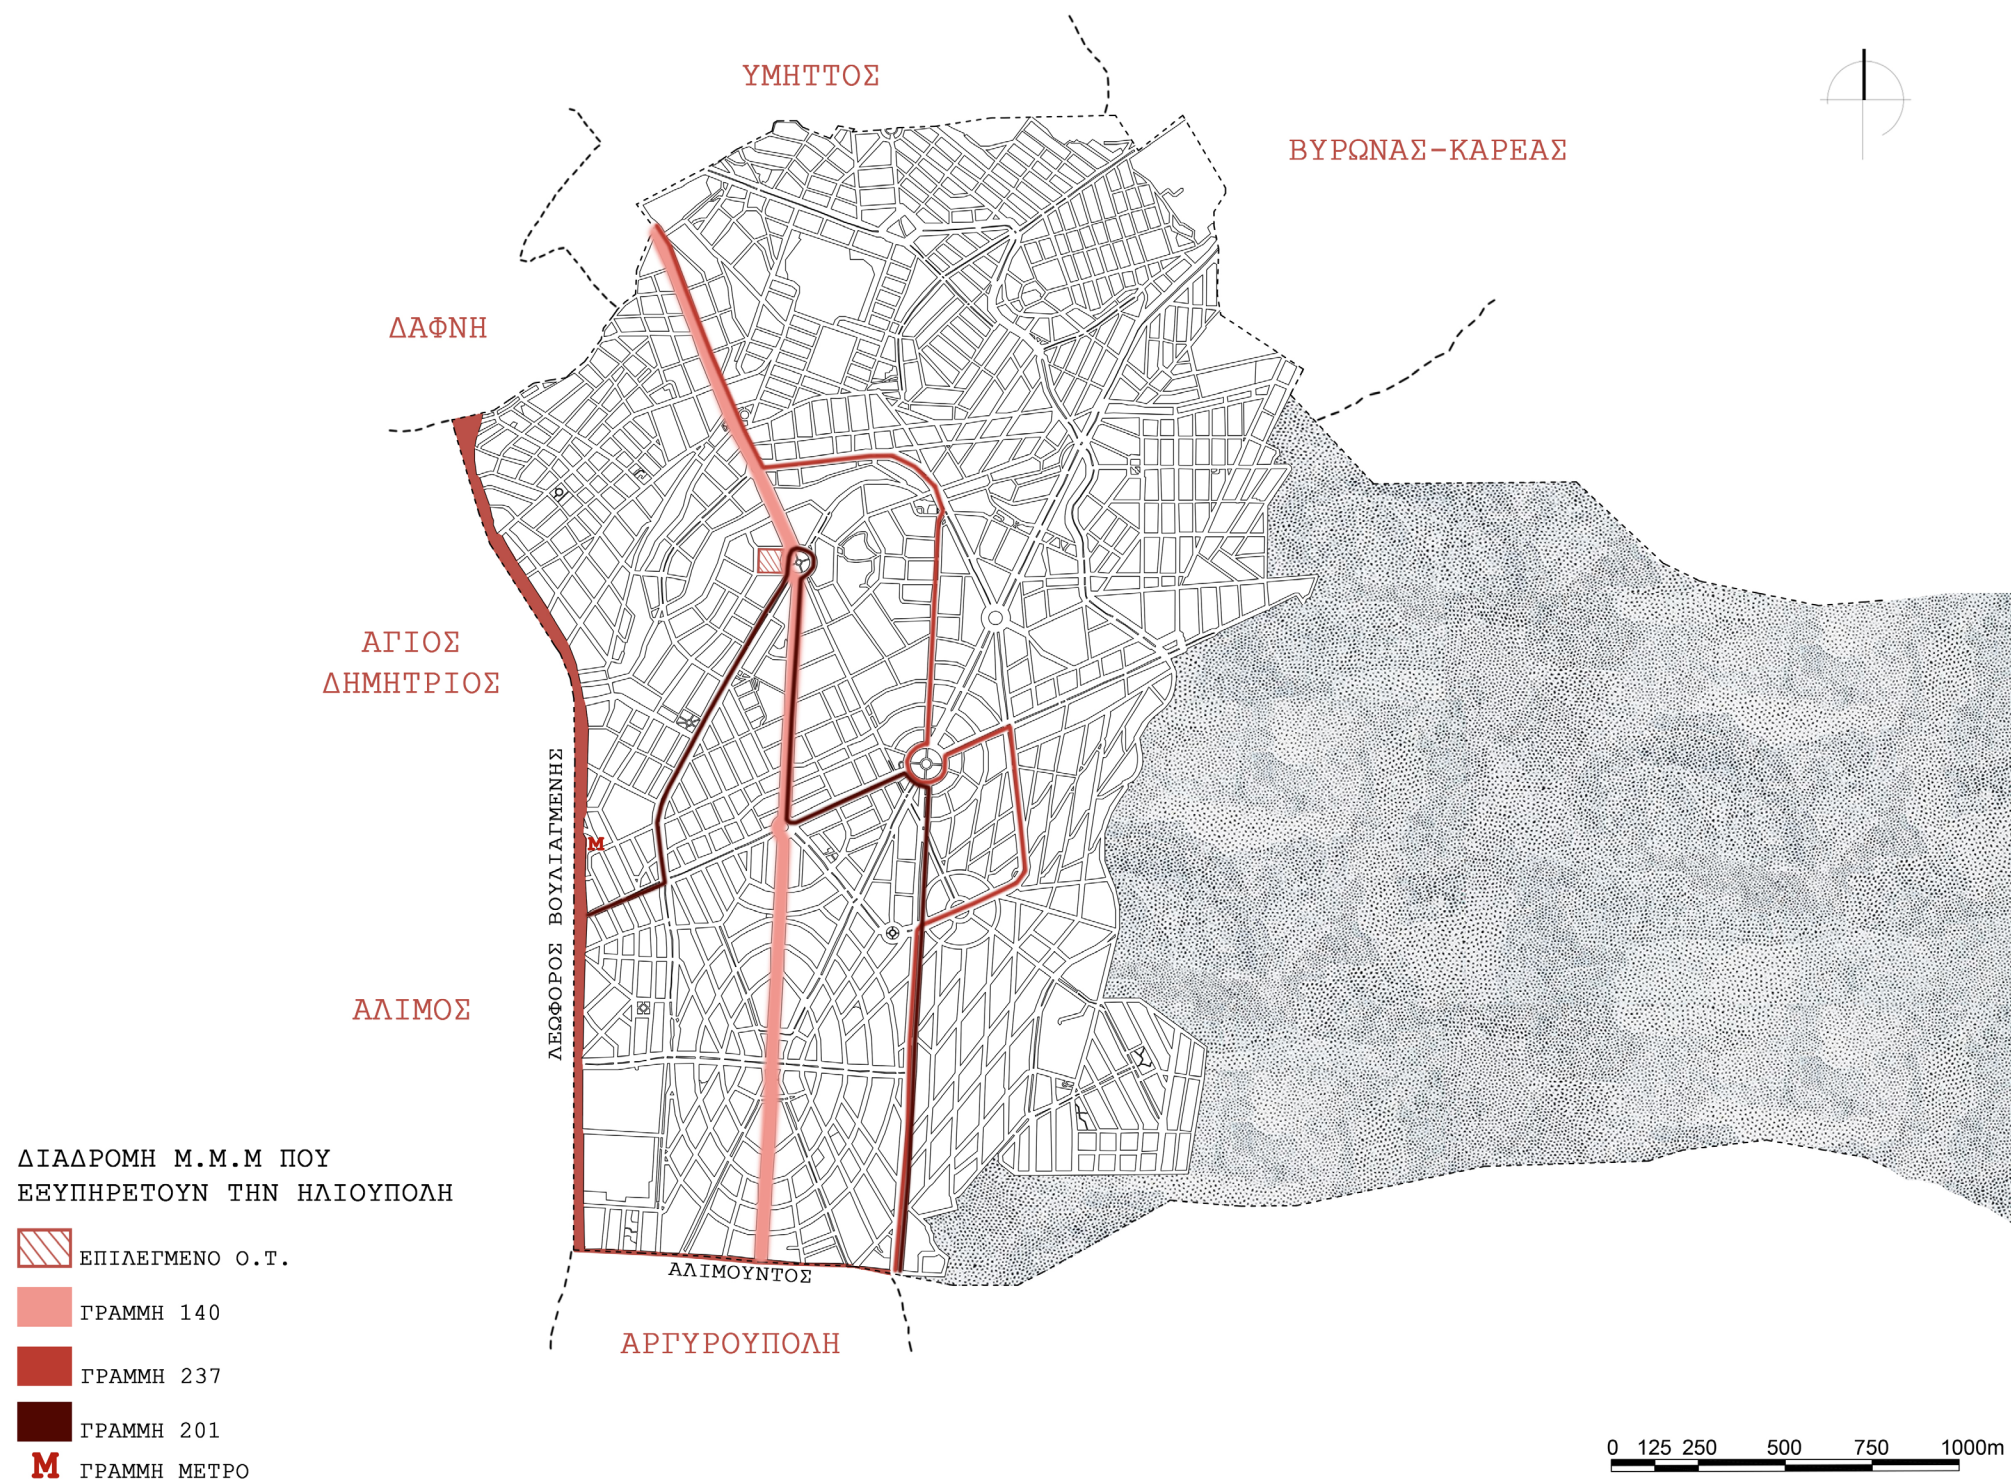 ΥΜΗΤΤΟΣ
ΒΥΡΩΝΑΣ-ΚΑΡΕΑΣ
ΔΑΦΝΗ
ΑΓΙΟΣ
ΔΗΜΗΤΡΙΟΣ
ΛΕΩΦΟΡΟΣ ΒΟΥΛΙΑΓΜΕΝΗΣ
M
ΑΛΙΜΟΣ
ΑΛΙΜΟΥΝΤΟΣ
ΑΡΓΥΡΟΥΠΟΛΗ
ΔΙΑΔΡΟΜΗ Μ.Μ.Μ ΠΟΥ
ΕΞΥΠΗΡΕΤΟΥΝ ΤΗΝ ΗΛΙΟΥΠΟΛΗ
ΕΠΙΛΕΓΜΕΝΟ Ο.Τ.
ΓΡΑΜΜΗ 140
ΓΡΑΜΜΗ 237
ΓΡΑΜΜΗ 201
M ΓΡΑΜΜΗ ΜΕΤΡΟ
0 125 250 500 750 1000m